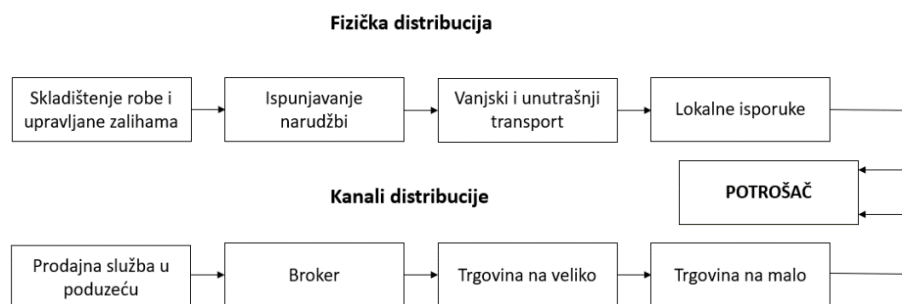 Fizička distribucija
Skladištenje robe i
upravljane zalihama
Ispunjavanje
narudžbi
Vanjski i unutrašnji
transport
Lokalne isporuke
POTROŠAČ
Kanali distribucije
Prodajna služba u
poduzeću
Broker
Trgovina na veliko
Trgovina na malo